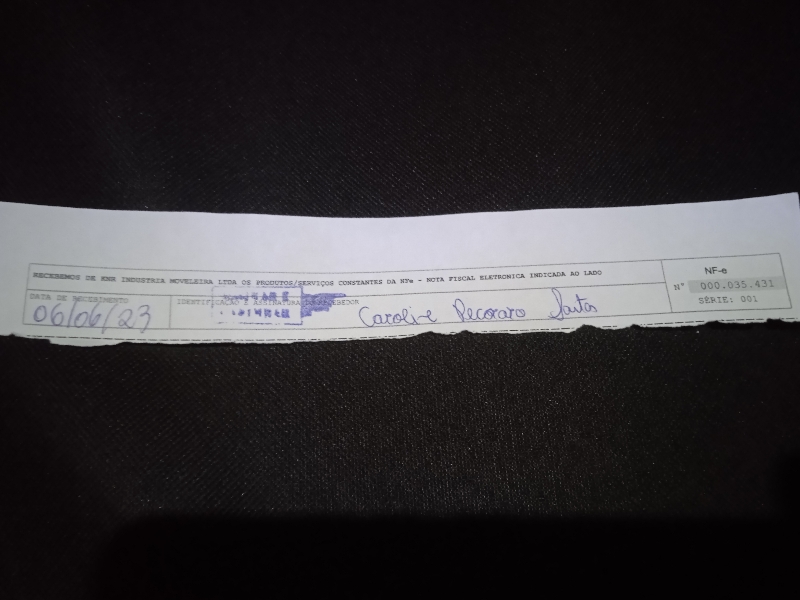 RECEBEMOS DE KNR INDUSTRIA MOVELEIRA LTDA OS PRODUTOS/SERVIÇOS CONSTANTES DA NFe - NOTA FISCAL ELETRONICA INDICADA AO LADO
NF-e
Nº 000.035.431
SÉRIE: 001
DATA DE RECEBIMENTO
06/06/23
IDENTIFICAÇÃO E ASSINATURA DO RECEBEDOR
Caroline Pecoraro Santos